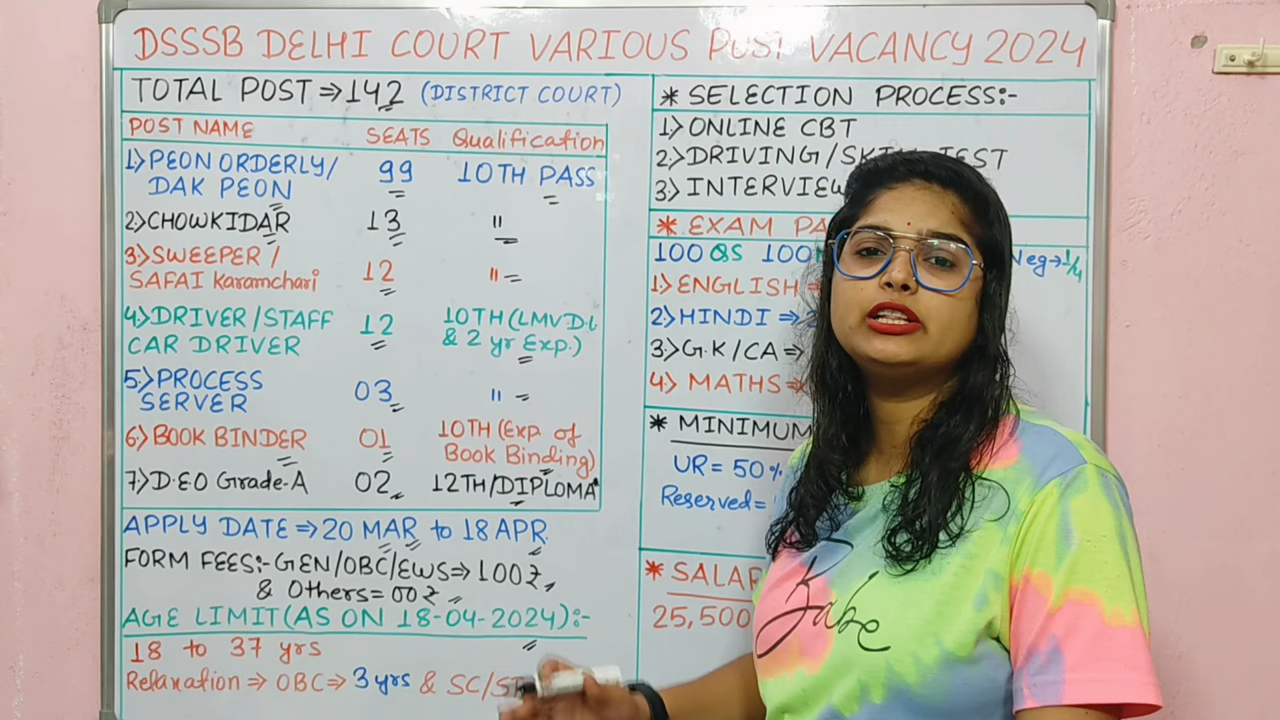 DSSSB DELHI COURT VARIOUS POST VACANCY 2024
TOTAL POST ⇒ 142 (DISTRICT COURT)
POST NAME SEATS Qualification
1) PEON ORDERLY/ 99 10TH PASS
DAK PEON
2) CHOWKIDAR 13 "
3) SWEEPER / 12 "
SAFAI Karamchari
4) DRIVER/STAFF 12 10TH (LMV D.L
CAR DRIVER & 2 yr Exp.)
5) PROCESS 03 "
SERVER
6) BOOK BINDER 01 10TH (Exp. of
Book Binding)
7) D.E.O Grade-A 02 12TH/DIPLOMA
APPLY DATE ⇒ 20 MAR to 18 APR.
FORM FEES:- GEN/OBC/EWS ⇒ 100₹
& Others = 00₹
AGE LIMIT (AS ON 18-04-2024):-
18 to 37 yrs
Relaxation ⇒ OBC ⇒ 3 yrs & SC/ST
* SELECTION PROCESS:-
1) ONLINE CBT
2) DRIVING/SKILL TEST
3) INTERVIEW
* EXAM
100 QS 100 Neg → 1/4
1) ENGLISH ⇒
2) HINDI ⇒
3) G.K/CA ⇒
4) MATHS ⇒
* MINIMUM
UR = 50%
Reserved =
*
25,500
Babe